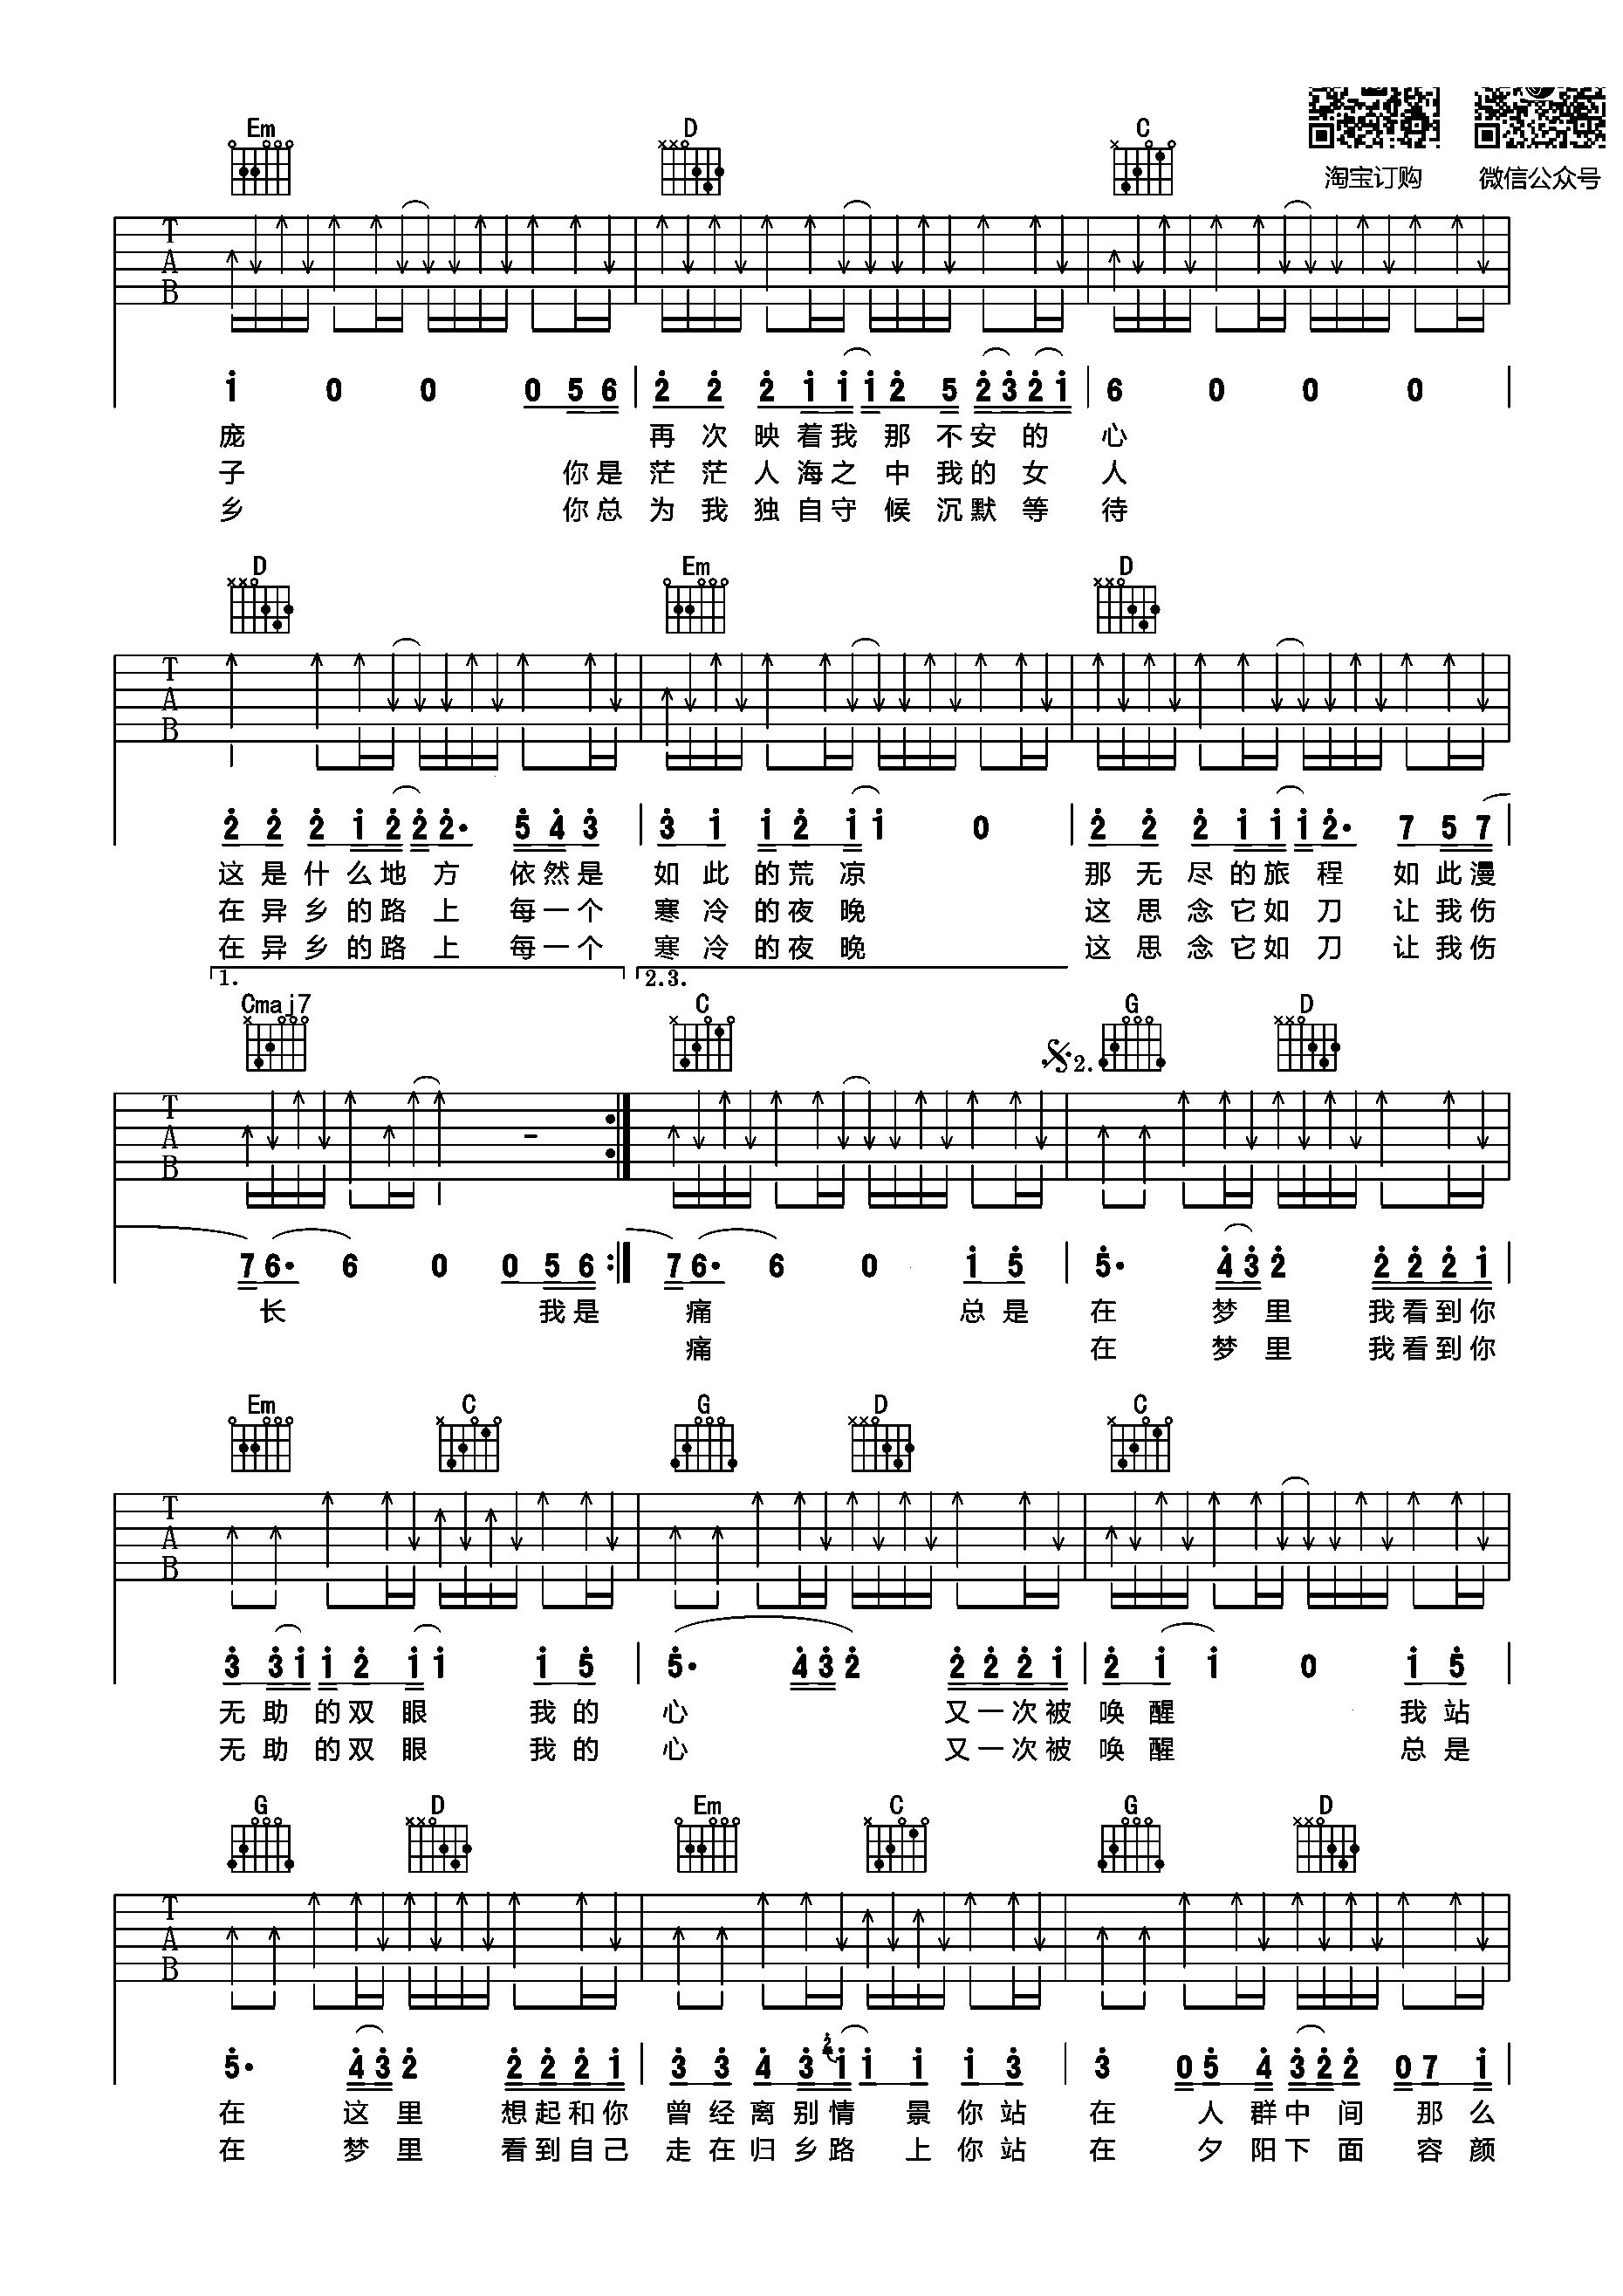 淘宝订购 微信公众号
Em D C
T
A
B
1 0 0 0 5 6 2 2 2 1 1 1 2 5 2 3 2 1 6 0 0 0
庞 再次映着我那不安的心
子 你是茫茫人海之中我的女人
乡 你总为我独自守候沉默等待
D Em D
T
A
B
2 2 2 1 2 2 2· 5 4 3 3 1 1 2 1 1 0 2 2 2 1 1 1 2· 7 5 7
这是什么地方 依然是如此的荒凉 那无尽的旅程 如此漫
在异乡的路上 每一个寒冷的夜晚 这思念它如刀 让我伤
在异乡的路上 每一个寒冷的夜晚 这思念它如刀 让我伤
1. 2.3.
Cmaj7 C 2. G D
T
A
B
7 6· 6 0 0 5 6 7 6· 6 0 1 5 5· 4 3 2 2 2 2 1
长 我是痛 总是在 梦里 我看到你
痛 在 梦里 我看到你
Em C G D C
T
A
B
3 3 1 1 2 1 1 1 5 5· 4 3 2 2 2 2 1 2 1 1 0 1 5
无助的双眼 我的心 又一次被唤醒 我站
无助的双眼 我的心 又一次被唤醒 总是
G D Em C G D
T
A
B
5· 4 3 2 2 2 2 1 3 3 4 3 2 1 1 1 1 3 3 0 5 4 3 2 2 0 7 1
在 这里 想起和你曾经离别情景你站在 人群中间 那么
在 梦里 看到自己走在归乡路上你站在 夕阳下面 容颜